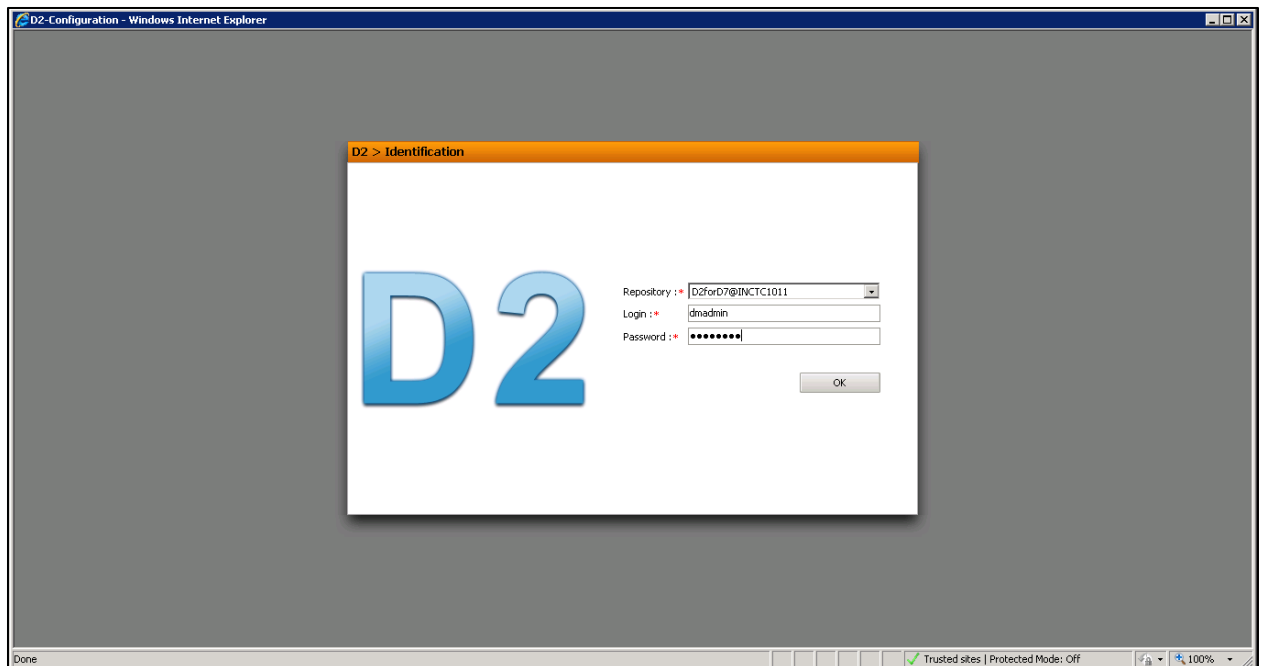 D2-Configuration - Windows Internet Explorer
D2 > Identification
D2
Repository :* D2forD7@INCTC1011
Login :* dmadmin
Password :* ●●●●●●●●
OK
Done Trusted sites | Protected Mode: Off 100%